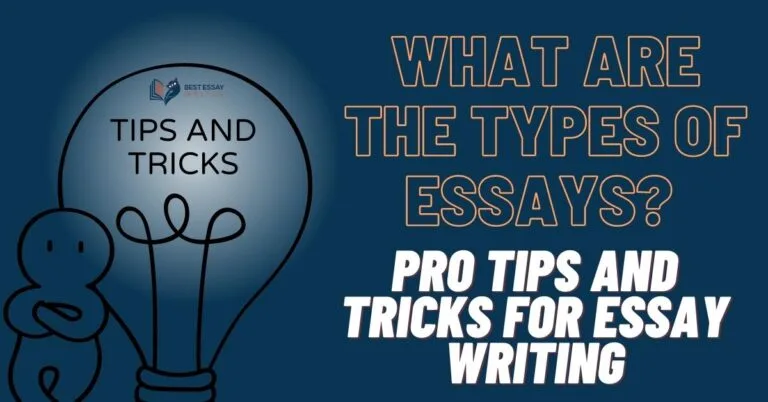 BEST ESSAY
TIPS AND
TRICKS
WHAT ARE
THE TYPES OF
ESSAYS?
PRO TIPS AND
TRICKS FOR ESSAY
WRITING